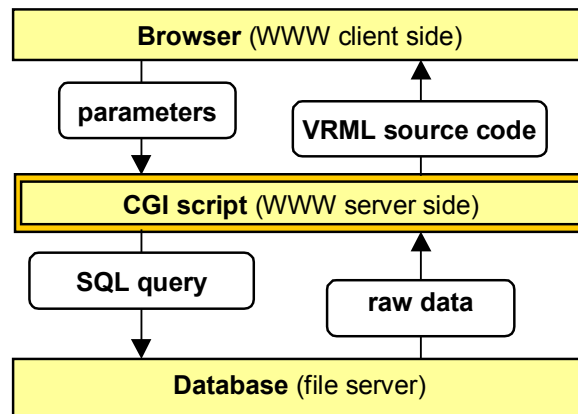 Browser (WWW client side)
parameters
VRML source code
CGI script (WWW server side)
SQL query
raw data
Database (file server)